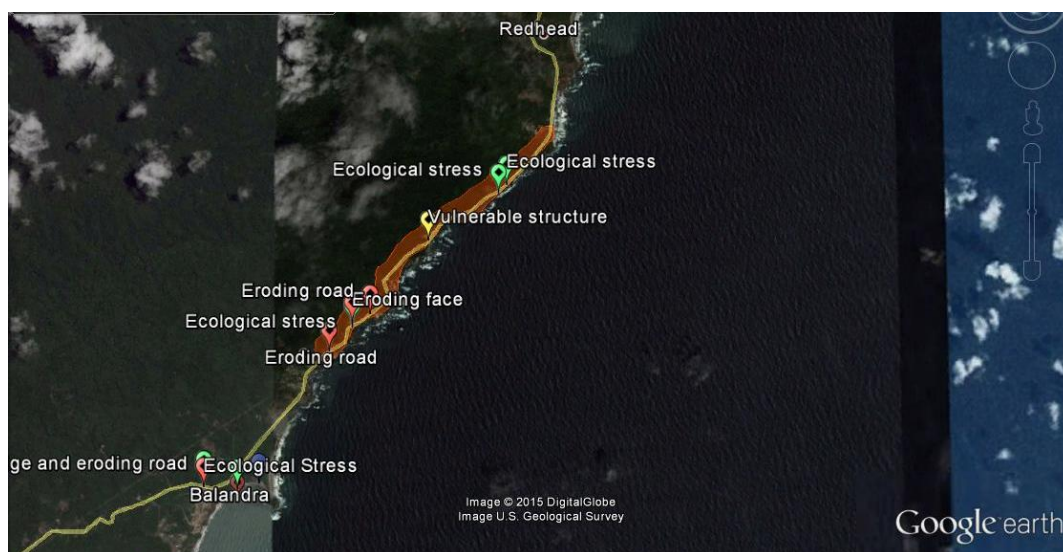 Redhead
Ecological stress
Ecological stress
Vulnerable structure
Eroding road
Eroding face
Ecological stress
Eroding road
ge and eroding road
Ecological Stress
Balandra
Image © 2015 DigitalGlobe
Image U.S. Geological Survey
Google earth